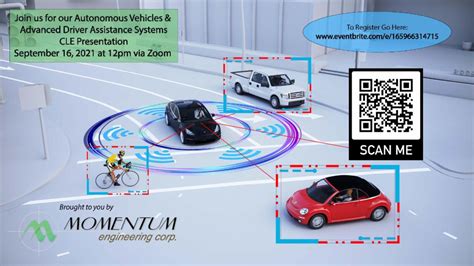 Join us for our Autonomous Vehicles &
Advanced Driver Assistance Systems
CLE Presentation
September 16, 2021 at 12pm via Zoom
To Register Go Here:
www.eventbrite/e/165966314715
SCAN ME
Brought to you by
MOMENTUM
engineering corp.